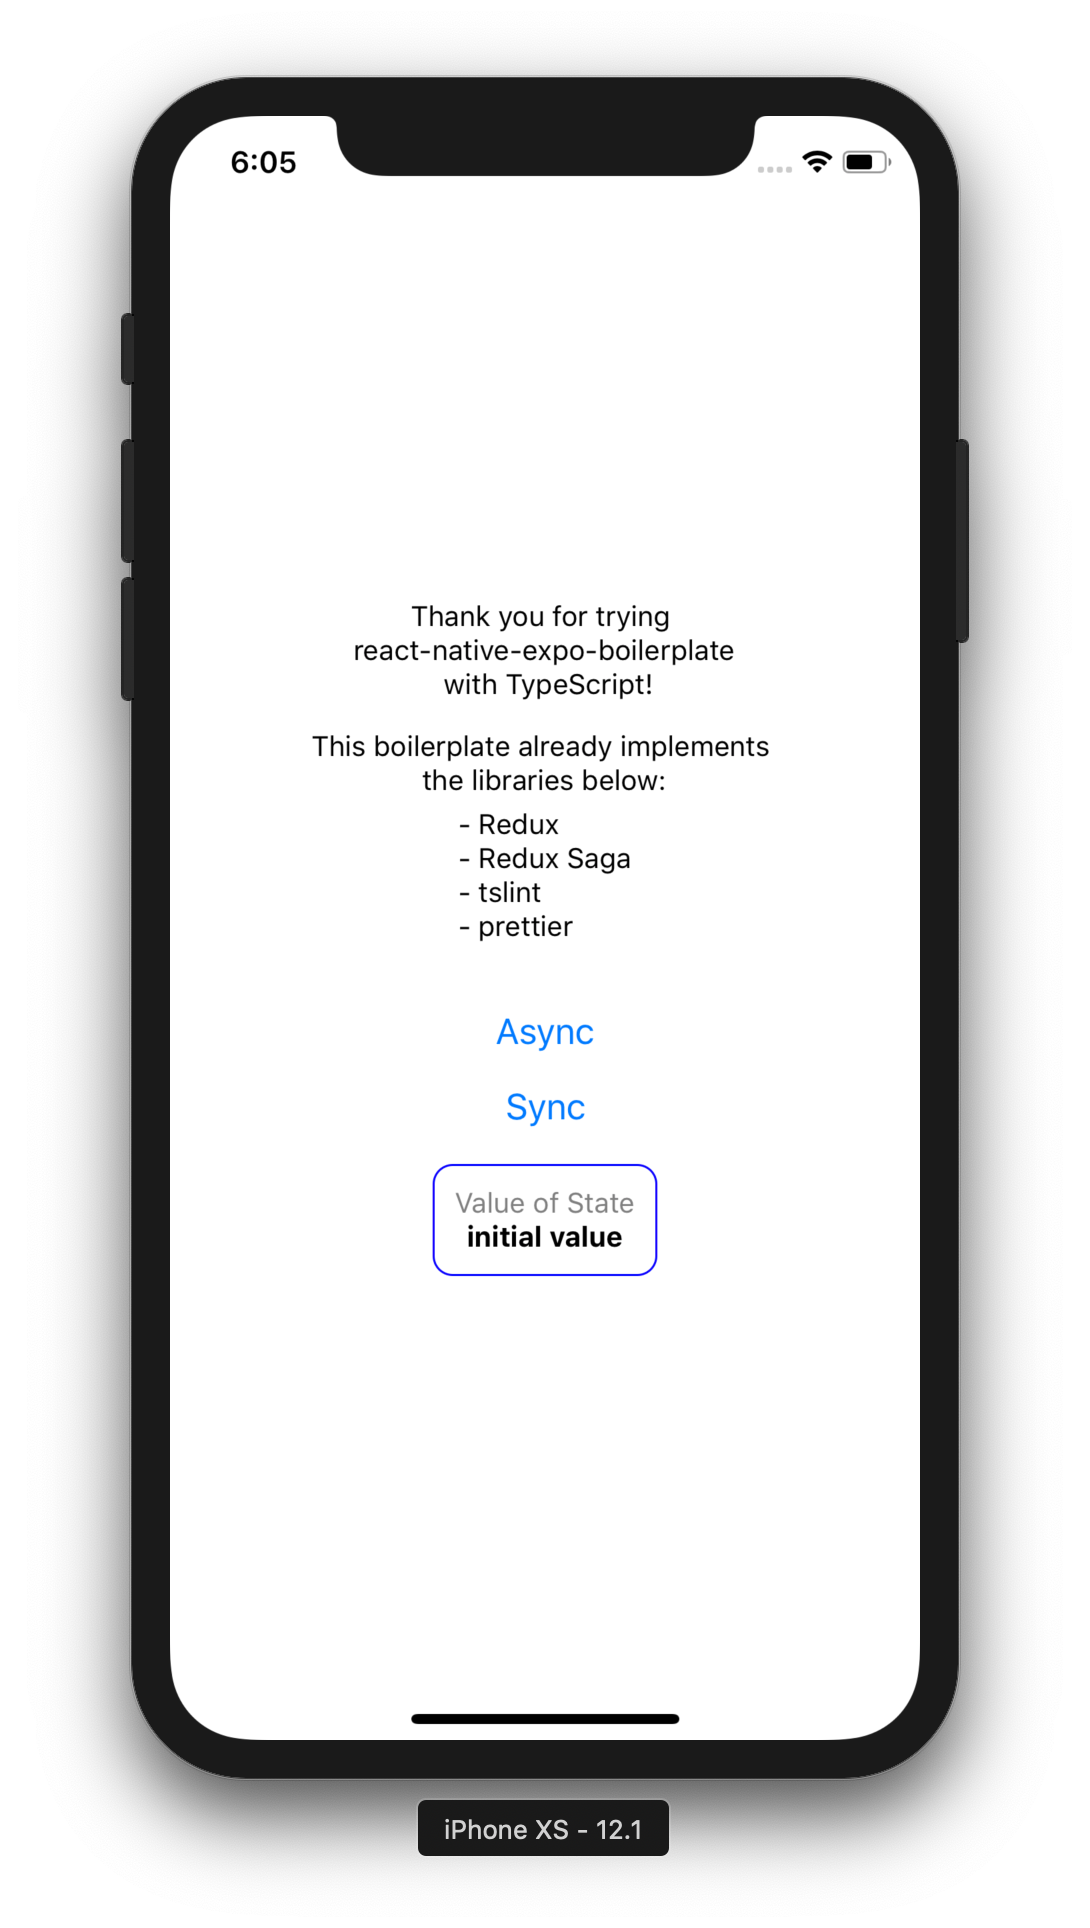 6:05
Thank you for trying
react-native-expo-boilerplate
with TypeScript!
This boilerplate already implements
the libraries below:
- Redux
- Redux Saga
- tslint
- prettier
Async
Sync
Value of State
initial value
iPhone XS - 12.1